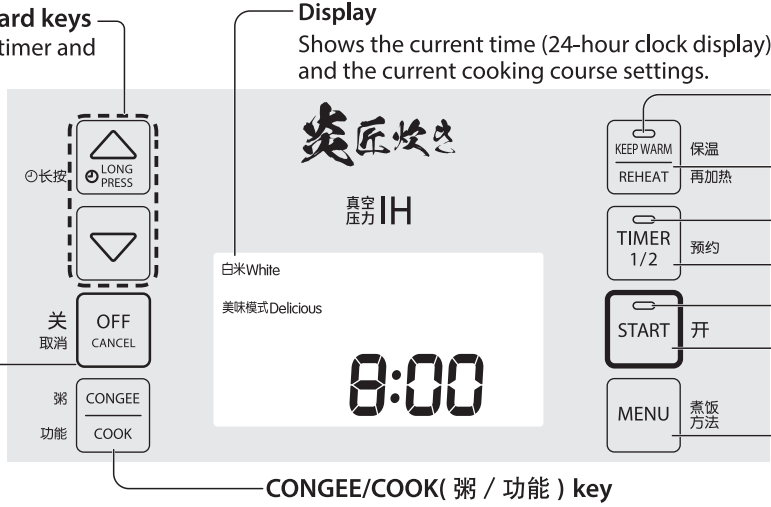 ard keys
timer and
Display
Shows the current time (24-hour clock display)
and the current cooking course settings.
长按
LONG
PRESS
炎匠炊き
真空
压力
IH
KEEP WARM
保温
REHEAT
再加热
TIMER
1/2
预约
白米White
美味模式Delicious
8:00
关
取消
OFF
CANCEL
START
开
粥
CONGEE
功能
COOK
MENU
煮饭
方法
CONGEE/COOK( 粥 / 功能 ) key